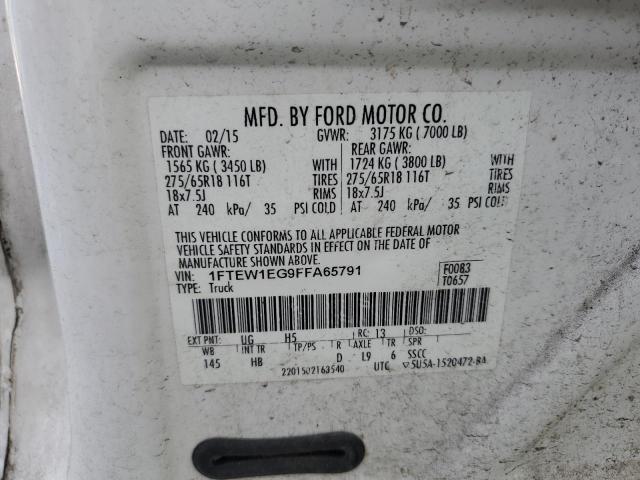 MFD. BY FORD MOTOR CO.
DATE: 02/15 GVWR: 3175 KG ( 7000 LB)
FRONT GAWR: REAR GAWR:
1565 KG ( 3450 LB) WITH 1724 KG ( 3800 LB) WITH
275/65R18 116T TIRES 275/65R18 116T TIRES
18x7.5J RIMS 18x7.5J RIMS
AT 240 kPa/ 35 PSI COLD AT 240 kPa/ 35 PSI COLD
THIS VEHICLE CONFORMS TO ALL APPLICABLE FEDERAL MOTOR
VEHICLE SAFETY STANDARDS IN EFFECT ON THE DATE OF
MANUFACTURE SHOWN ABOVE.
VIN: 1FTEW1EG9FFA65791 F0083
TYPE: Truck T0657
EXT PNT: UG H5 RC: 13 DSO:
WB INT TR TP/PS R AXLE TR SPR
145 HB D L9 6 SSCC
2201502163540 UTC ▽5U5A-1520472-BA